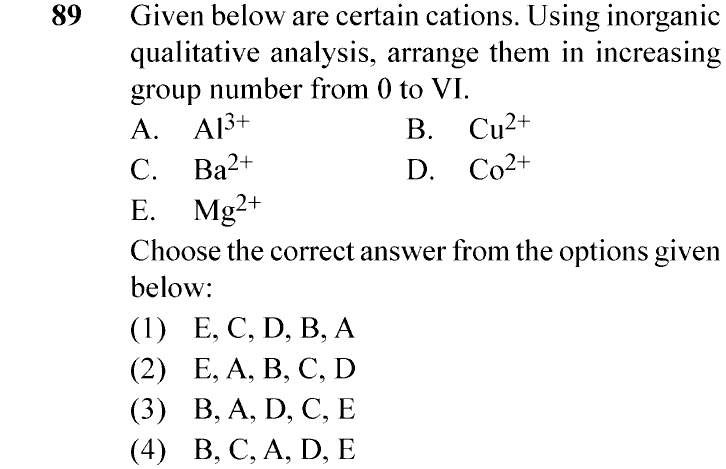 89 Given below are certain cations. Using inorganic
qualitative analysis, arrange them in increasing
group number from 0 to VI.
A. Al³⁺ B. Cu²⁺
C. Ba²⁺ D. Co²⁺
E. Mg²⁺
Choose the correct answer from the options given
below:
(1) E, C, D, B, A
(2) E, A, B, C, D
(3) B, A, D, C, E
(4) B, C, A, D, E